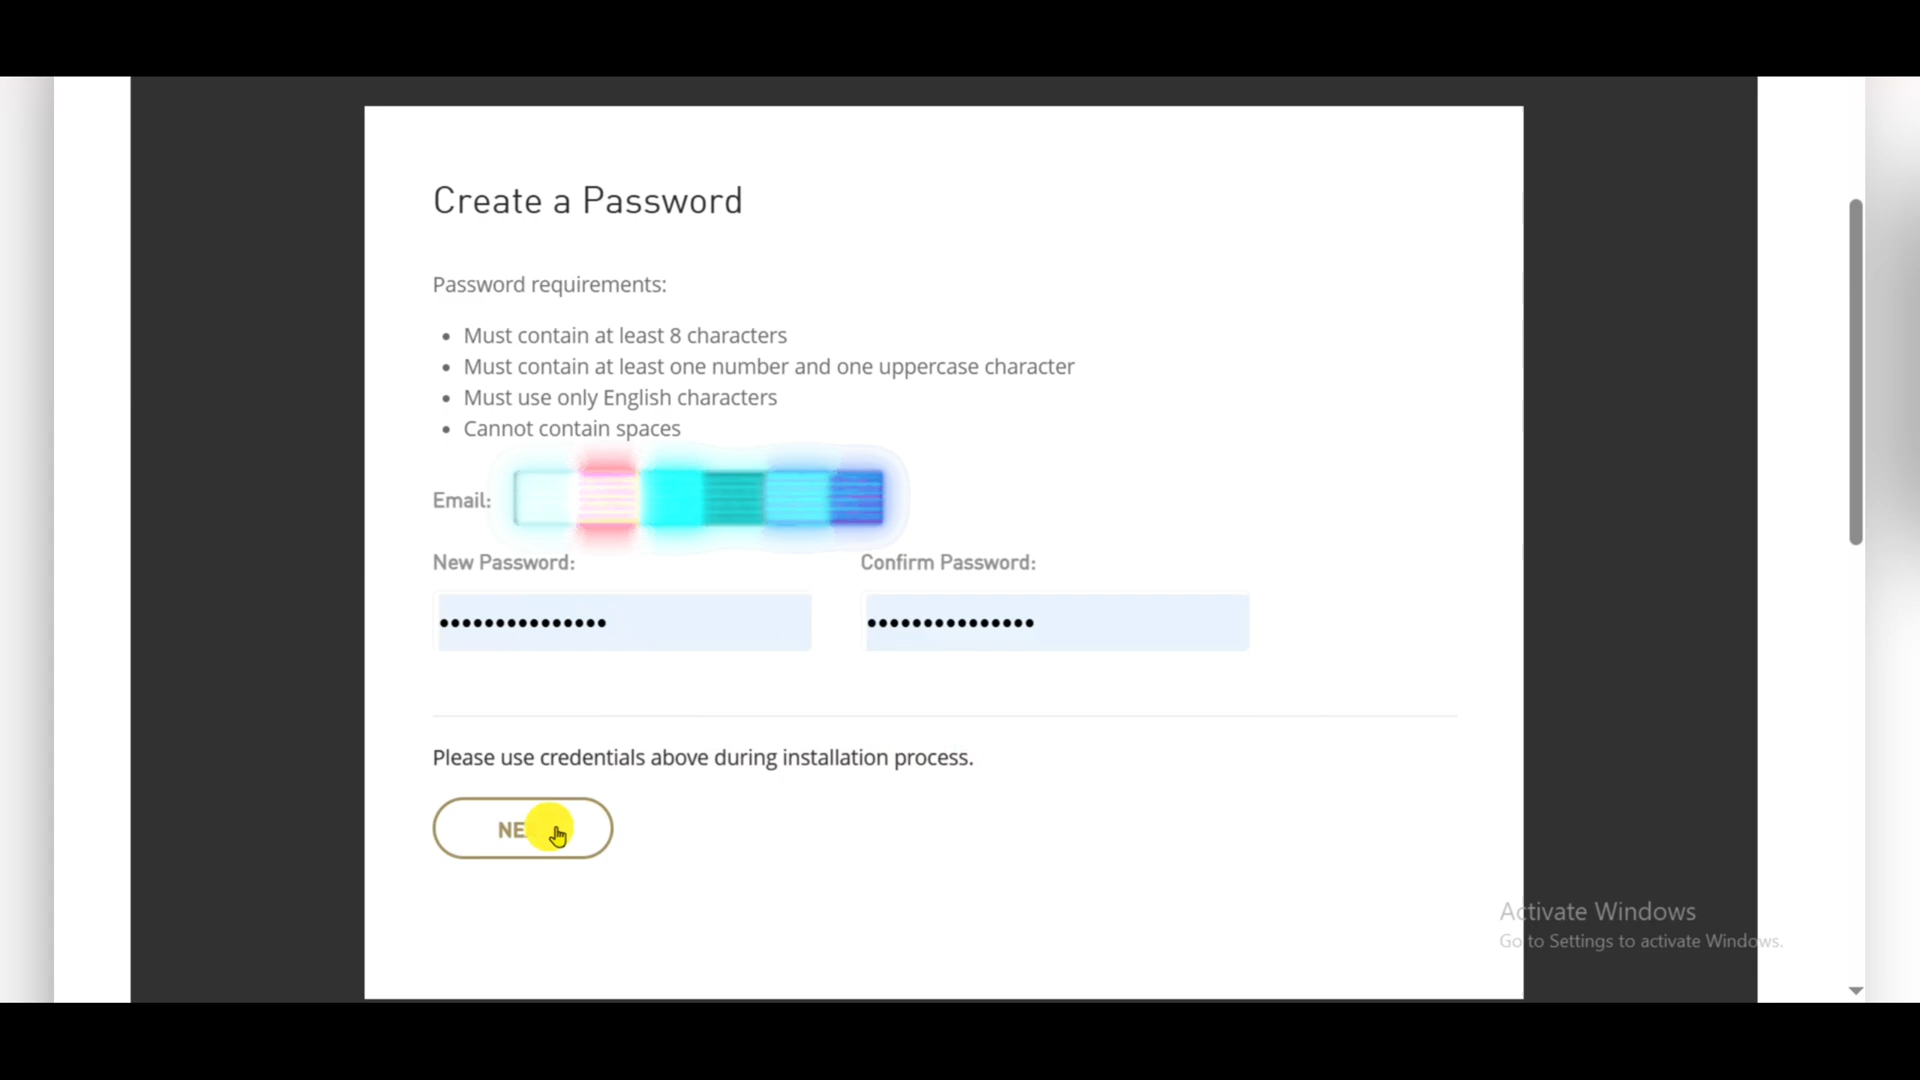 Create a Password
Password requirements:
Must contain at least 8 characters
Must contain at least one number and one uppercase character
Must use only English characters
Cannot contain spaces
Email:
New Password: Confirm Password:
••••••••••••••• •••••••••••••••
Please use credentials above during installation process.
NE
Activate Windows
Go to Settings to activate Windows.